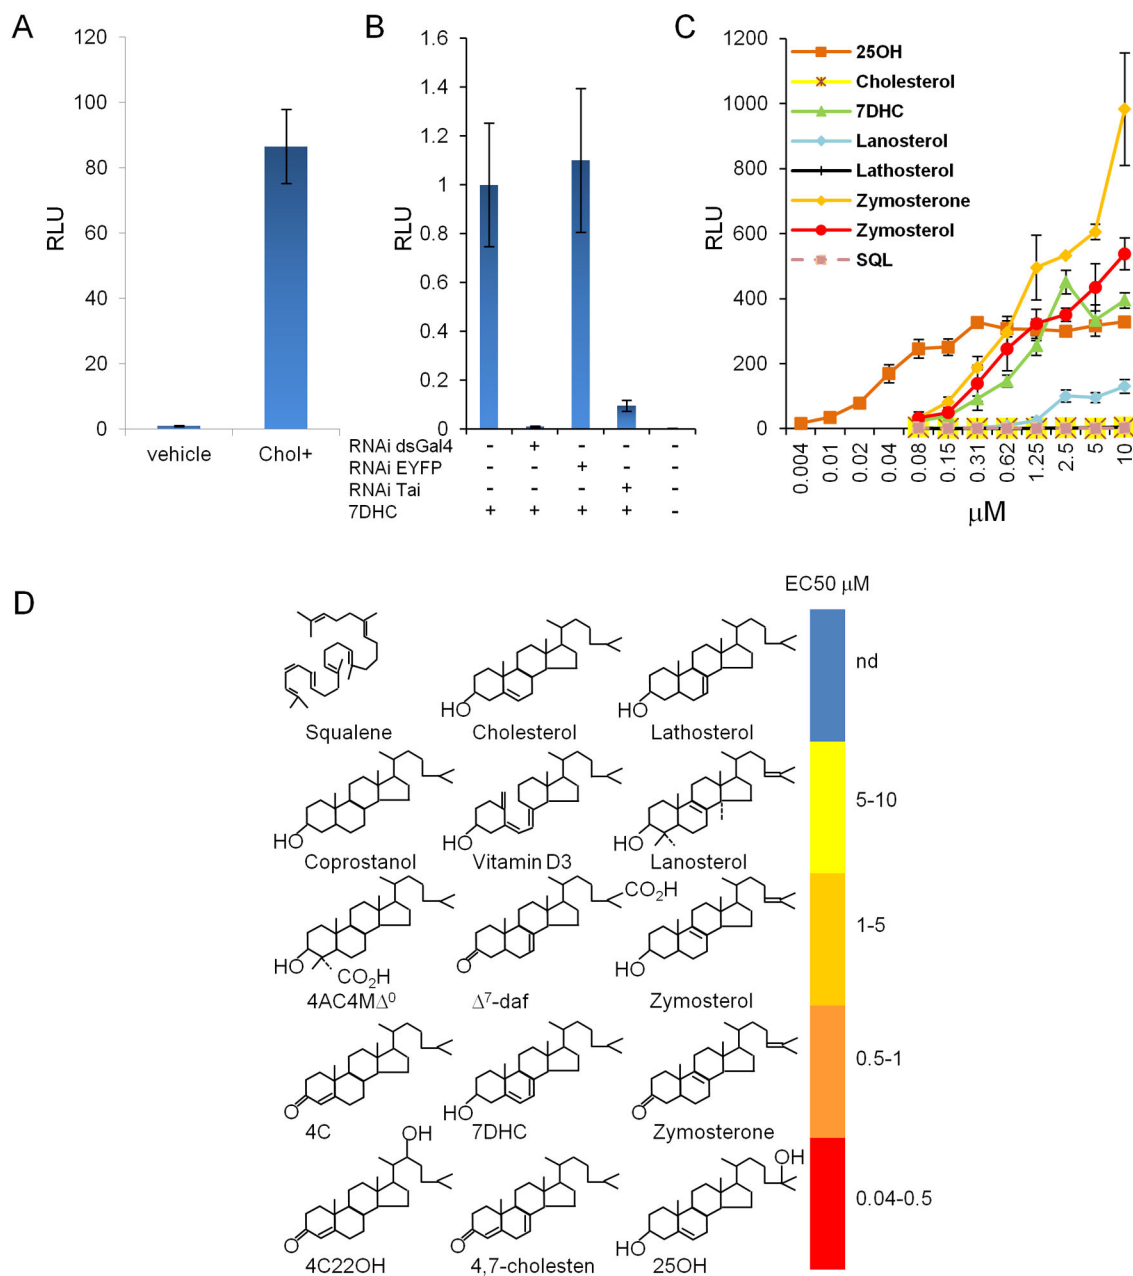 A
120
100
80
60
40
20
0
RLU
vehicle
Chol+
B
1.6
1.4
1.2
1
0.8
0.6
0.4
0.2
0
RLU
RNAi dsGal4 - + - - -
RNAi EYFP - - + - -
RNAi Tai - - - + -
7DHC + + + + -
C
1200
1000
800
600
400
200
0
RLU
25OH
Cholesterol
7DHC
Lanosterol
Lathosterol
Zymosterone
Zymosterol
SQL
0.004 0.01 0.02 0.04 0.08 0.15 0.31 0.62 1.25 2.5 5 10
μM
D
EC50 μM
Squalene
HO
Cholesterol
HO
Lathosterol
nd
HO
Coprostanol
HO
Vitamin D3
HO
Lanosterol
5-10
HO
CO₂H
4AC4MΔ⁰
O
CO₂H
Δ⁷-daf
HO
Zymosterol
1-5
O
4C
HO
7DHC
O
Zymosterone
0.5-1
OH
O
4C22OH
O
4,7-cholesten
OH
HO
25OH
0.04-0.5